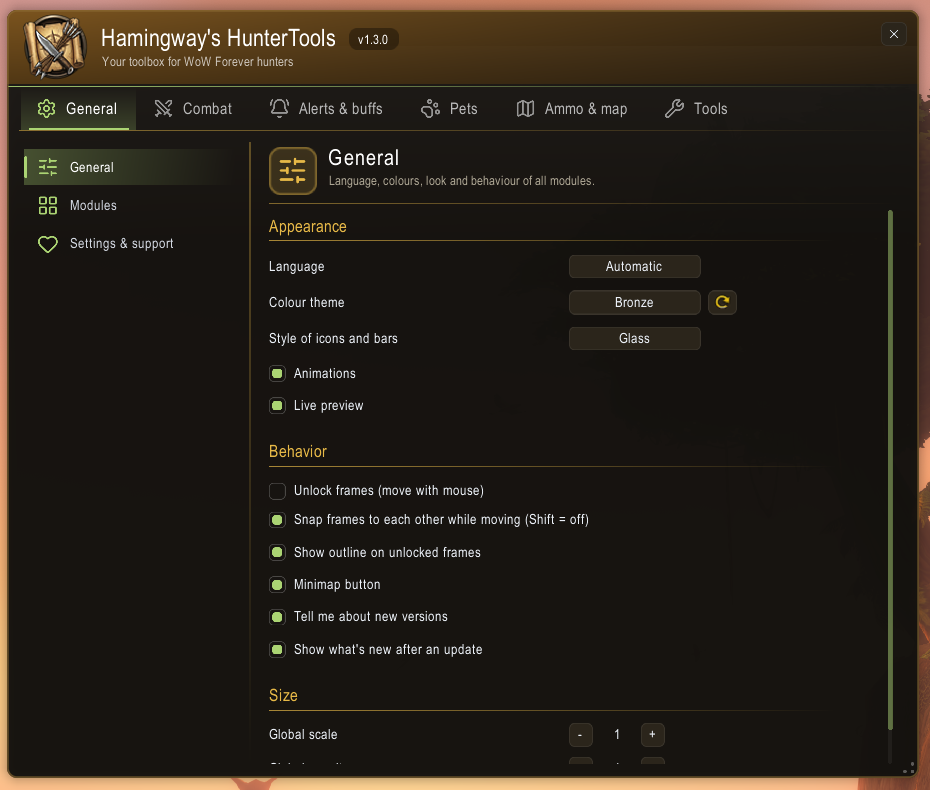 Hamingway's HunterTools v1.3.0
Your toolbox for WoW Forever hunters
General Combat Alerts & buffs Pets Ammo & map Tools
General
Modules
Settings & support
General
Language, colours, look and behaviour of all modules.
Appearance
Language Automatic
Colour theme Bronze
Style of icons and bars Glass
Animations
Live preview
Behavior
Unlock frames (move with mouse)
Snap frames to each other while moving (Shift = off)
Show outline on unlocked frames
Minimap button
Tell me about new versions
Show what's new after an update
Size
Global scale - 1 +